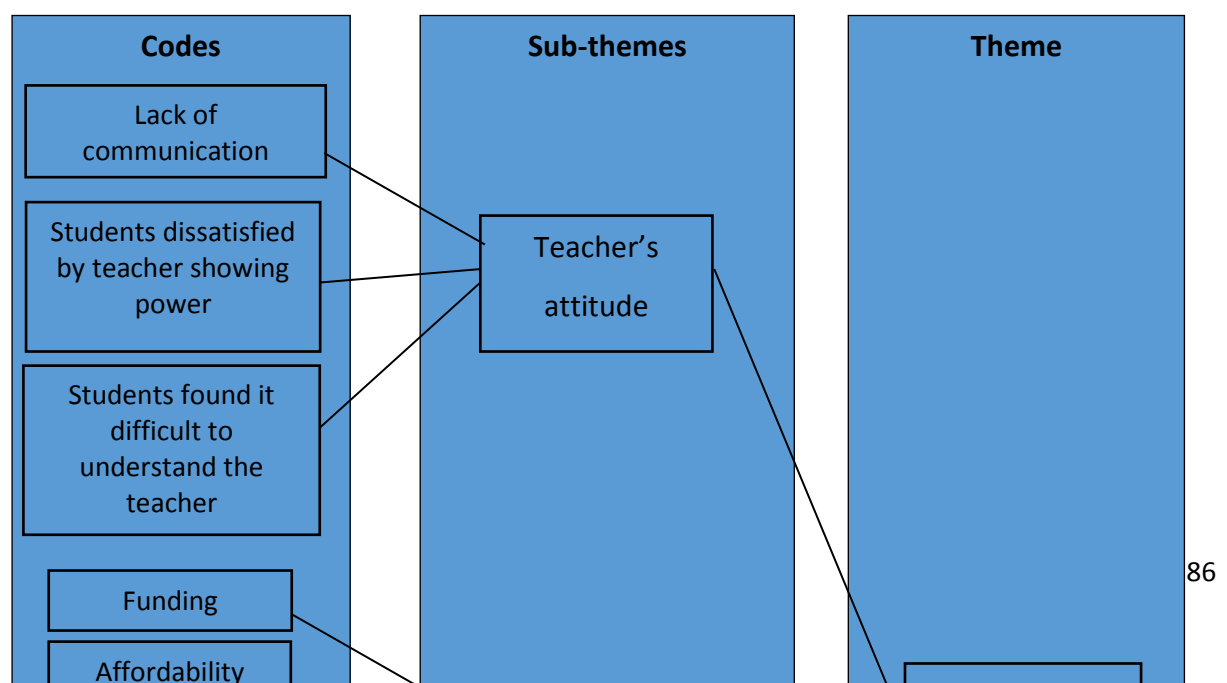 Codes
Sub-themes
Theme
Lack of
communication
Students dissatisfied
by teacher showing
power
Teacher’s
attitude
Students found it
difficult to
understand the
teacher
Funding
Affordability
86